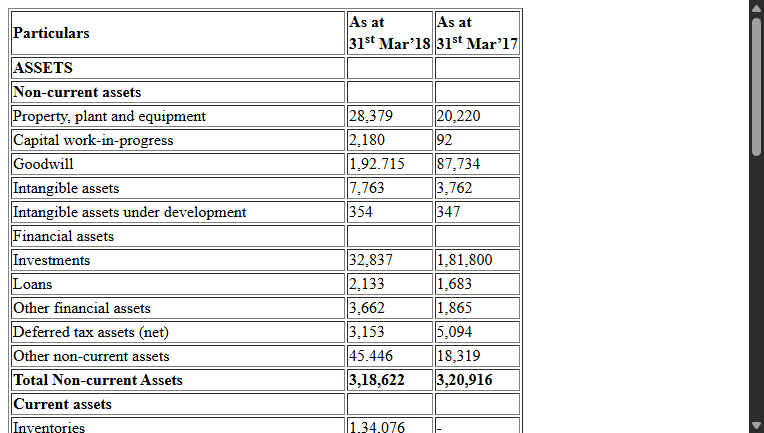 Particulars As at 31st Mar’18 As at 31st Mar’17
ASSETS
Non-current assets
Property, plant and equipment 28,379 20,220
Capital work-in-progress 2,180 92
Goodwill 1,92.715 87,734
Intangible assets 7,763 3,762
Intangible assets under development 354 347
Financial assets
Investments 32,837 1,81,800
Loans 2,133 1,683
Other financial assets 3,662 1,865
Deferred tax assets (net) 3,153 5,094
Other non-current assets 45.446 18,319
Total Non-current Assets 3,18,622 3,20,916
Current assets
Inventories 1,34,076 -